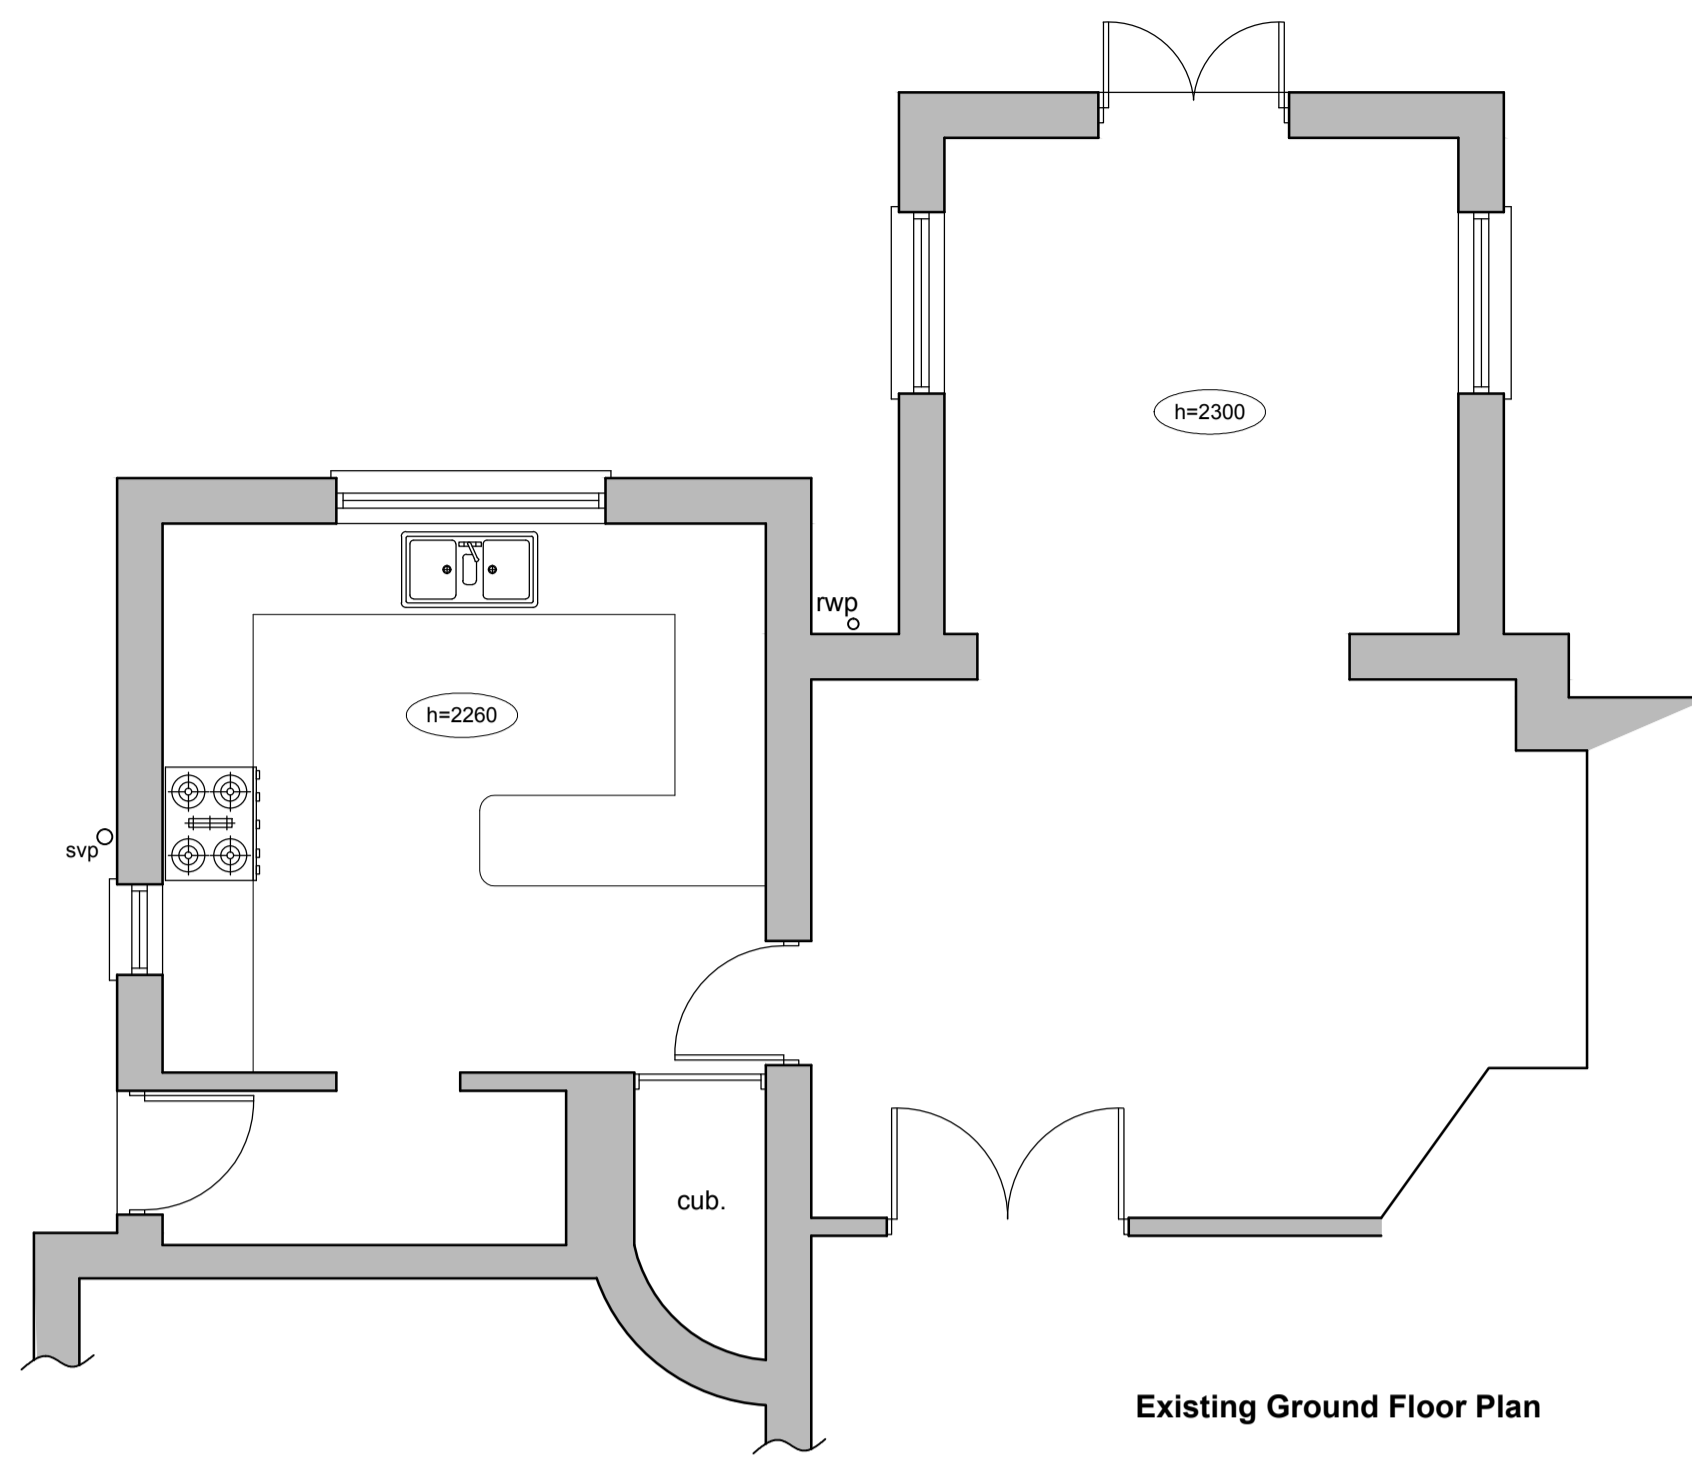 h=2300
rwp
h=2260
svp
cub.
Existing Ground Floor Plan